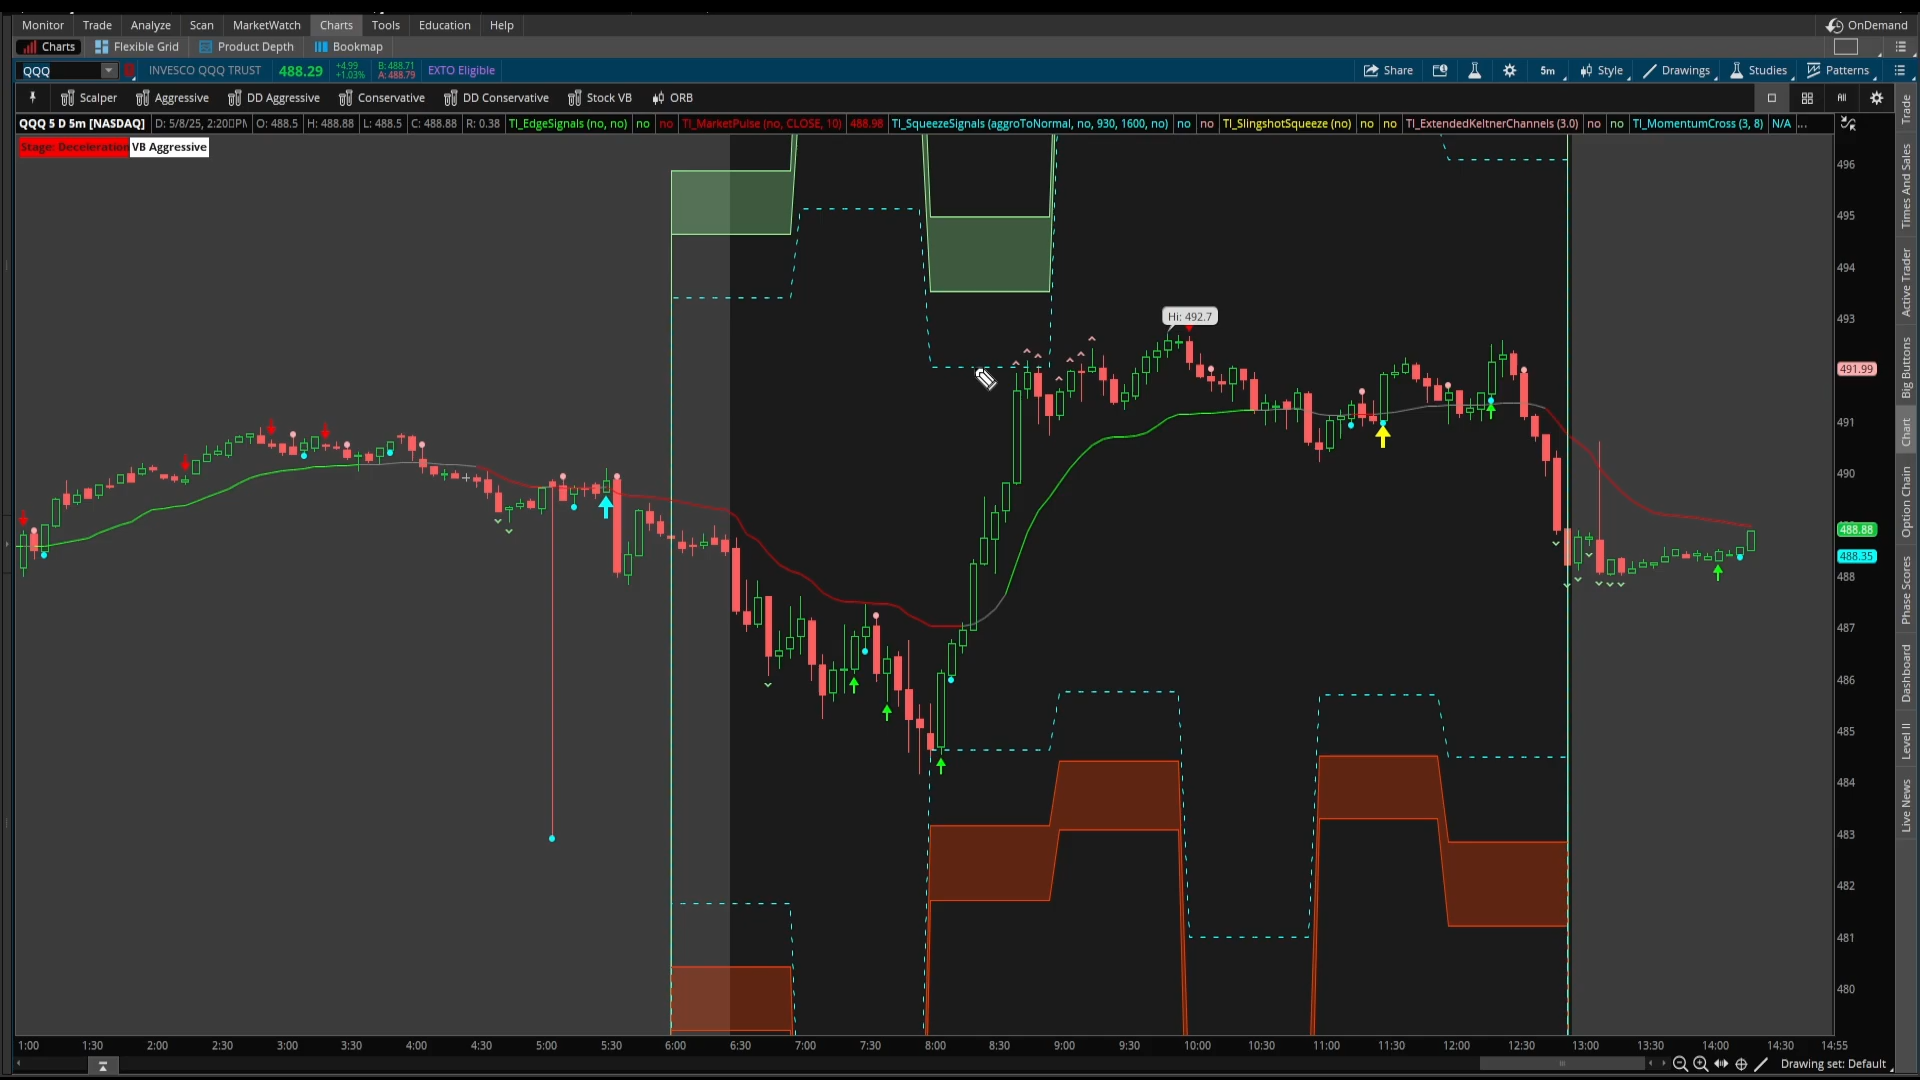 Monitor Trade Analyze Scan MarketWatch Charts Tools Education Help OnDemand
Charts Flexible Grid Product Depth Bookmap
QQQ INVESCO QQQ TRUST 488.29 +4.99 +1.03% B: 488.71 A: 488.79 EXTO Eligible Share 5m Style Drawings Studies Patterns
Scalper Aggressive DD Aggressive Conservative DD Conservative Stock VB ORB All
QQQ 5 D 5m [NASDAQ] D: 5/8/25, 2:20:00 PM O: 488.5 H: 488.88 L: 488.5 C: 488.88 R: 0.38 TI_EdgeSignals (no, no) no no TI_MarketPulse (no, CLOSE, 10) 488.98 TI_SqueezeSignals (aggroToNormal, no, 930, 1600, no) no no TI_SlingshotSqueeze (no) no no TI_ExtendedKeltnerChannels (3.0) no no TI_MomentumCross (3, 8) N/A ...
Stage: Deceleration VB Aggressive
Hi: 492.7
496
495
494
493
491.99
491
490
488.88
488.35
488
487
486
485
484
483
482
481
480
Trade
Times And Sales
Active Trader
Big Buttons
Chart
Option Chain
Phase Scores
Dashboard
Level II
Live News
1:00 1:30 2:00 2:30 3:00 3:30 4:00 4:30 5:00 5:30 6:00 6:30 7:00 7:30 8:00 8:30 9:00 9:30 10:00 10:30 11:00 11:30 12:00 12:30 13:00 13:30 14:00 14:30 14:55
Drawing set: Default